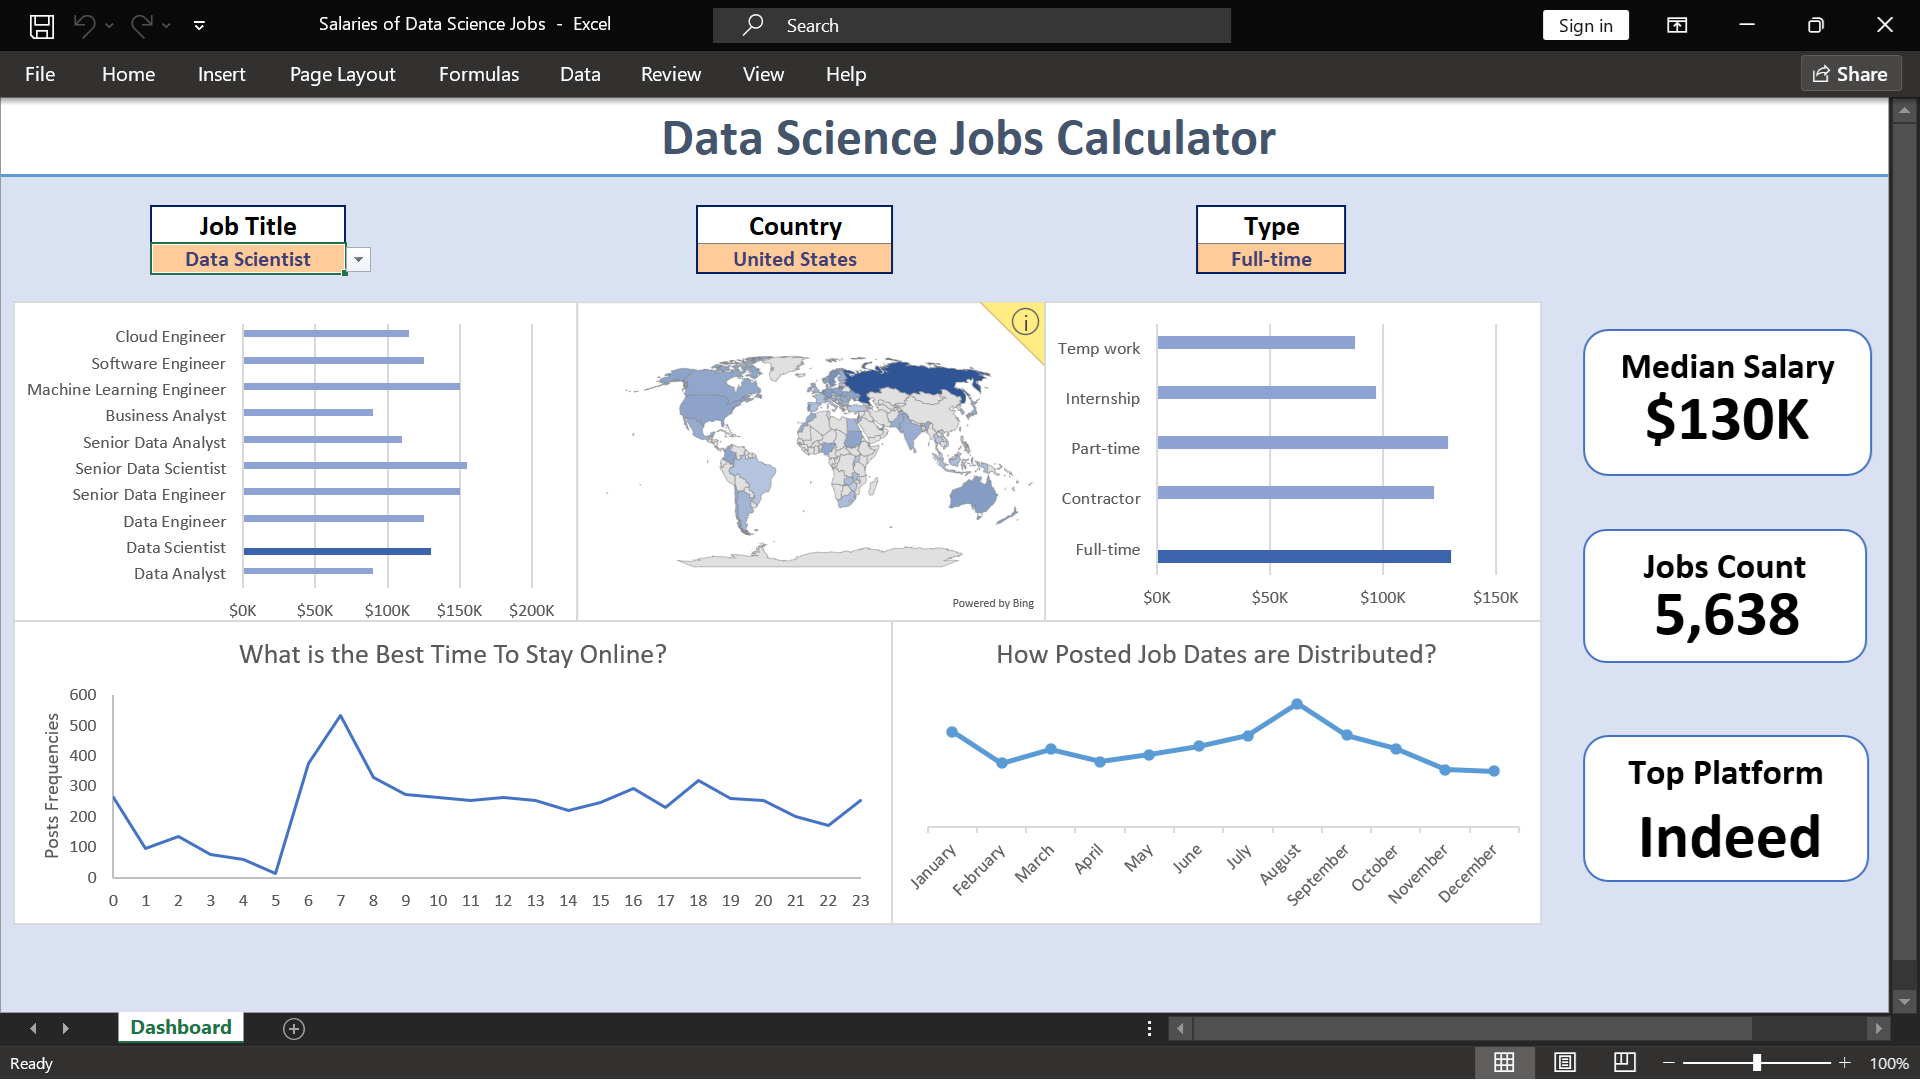 Salaries of Data Science Jobs - Excel
Search
Sign in
File Home Insert Page Layout Formulas Data Review View Help
Share
Data Science Jobs Calculator
Job Title
Data Scientist
Country
United States
Type
Full-time
Cloud Engineer
Software Engineer
Machine Learning Engineer
Business Analyst
Senior Data Analyst
Senior Data Scientist
Senior Data Engineer
Data Engineer
Data Scientist
Data Analyst
$0K $50K $100K $150K $200K
i
Powered by Bing
Temp work
Internship
Part-time
Contractor
Full-time
$0K $50K $100K $150K
Median Salary
$130K
Jobs Count
5,638
Top Platform
Indeed
What is the Best Time To Stay Online?
Posts Frequencies
600
500
400
300
200
100
0
0 1 2 3 4 5 6 7 8 9 10 11 12 13 14 15 16 17 18 19 20 21 22 23
How Posted Job Dates are Distributed?
January February March April May June July August September October November December
Dashboard
Ready
100%